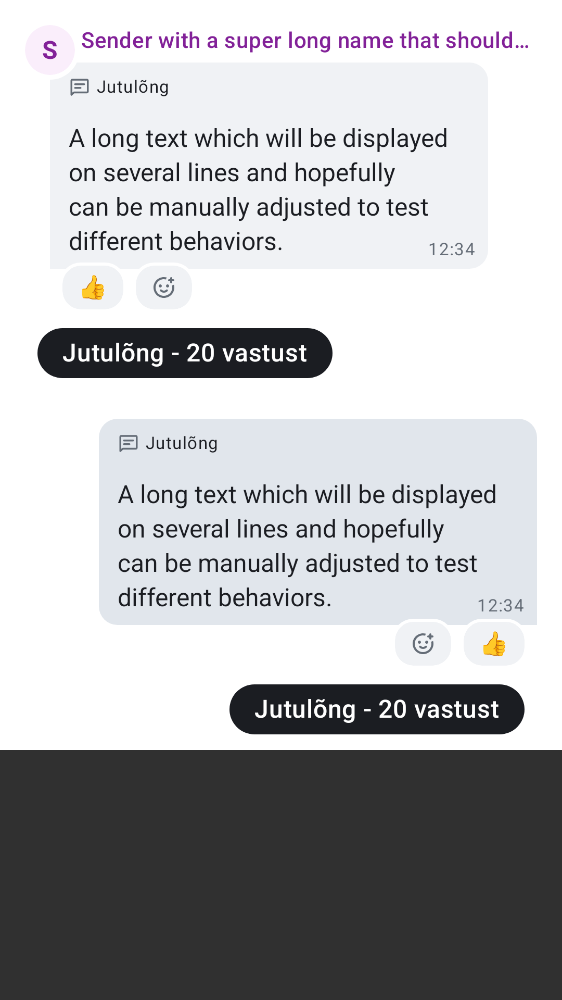 S
Sender with a super long name that should…
Jutulõng
A long text which will be displayed
on several lines and hopefully
can be manually adjusted to test
different behaviors.
12:34
👍
Jutulõng - 20 vastust
Jutulõng
A long text which will be displayed
on several lines and hopefully
can be manually adjusted to test
different behaviors.
12:34
👍
Jutulõng - 20 vastust